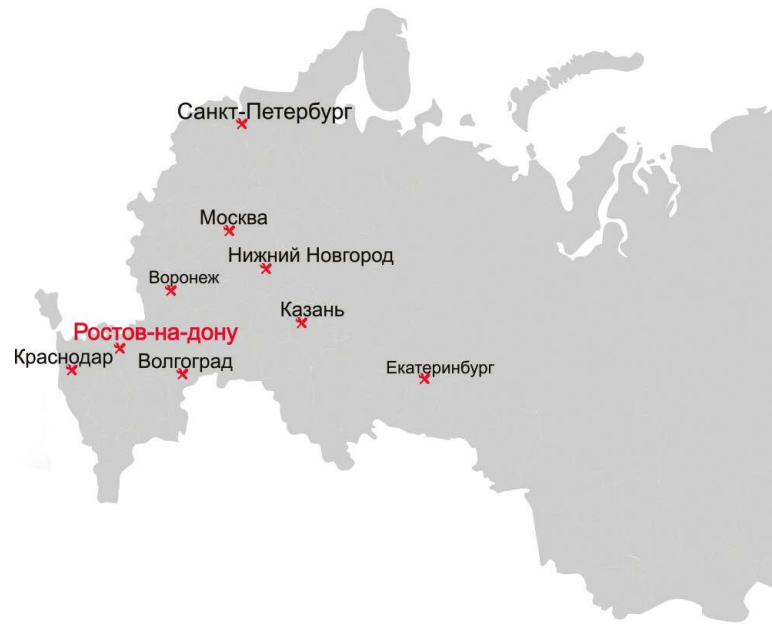 Санкт-Петербург
Москва
Нижний Новгород
Воронеж
Казань
Ростов-на-дону
Краснодар
Волгоград
Екатеринбург